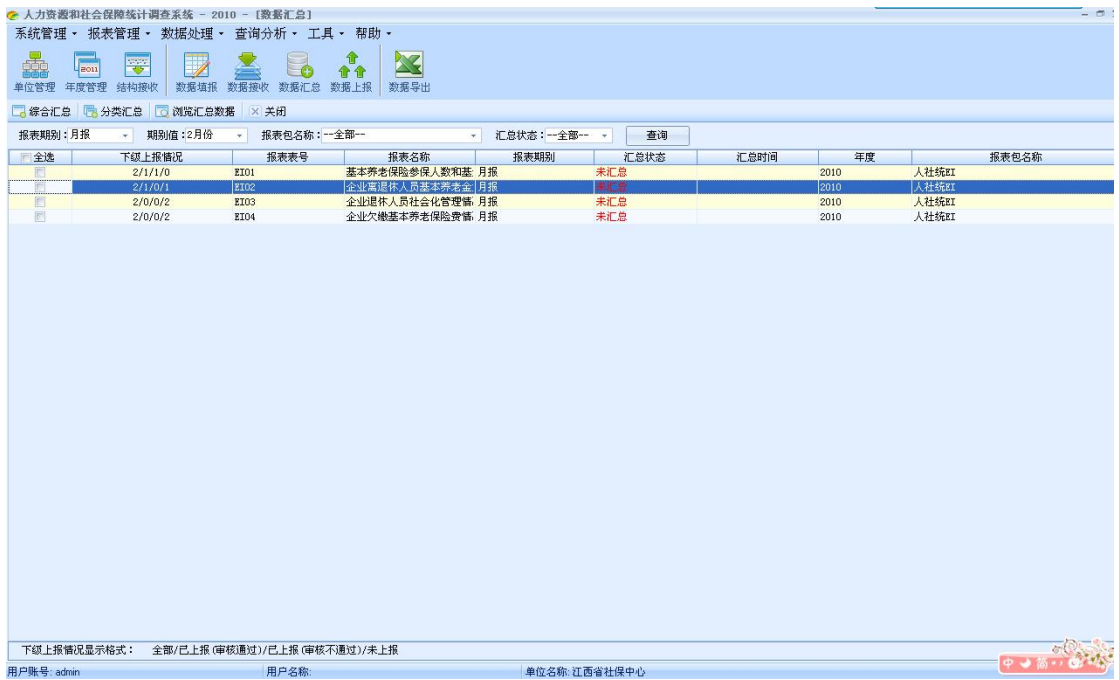 人力资源和社会保障统计调查系统 - 2010 - [数据汇总]
系统管理 报表管理 数据处理 查询分析 工具 帮助
2011
单位管理 年度管理 结构接收 数据填报 数据接收 数据汇总 数据上报 数据导出
综合汇总 分类汇总 浏览汇总数据 关闭
报表期别：月报 期别值：2月份 报表包名称：--全部-- 汇总状态：--全部-- 查询
全选 下级上报情况 报表表号 报表名称 报表期别 汇总状态 汇总时间 年度 报表包名称
2/1/1/0 EI01 基本养老保险参保人数和基 月报 未汇总 2010 人社统EI
2/1/0/1 EI02 企业离退休人员基本养老金 月报 未汇总 2010 人社统EI
2/0/0/2 EI03 企业退休人员社会化管理情 月报 未汇总 2010 人社统EI
2/0/0/2 EI04 企业欠缴基本养老保险费情 月报 未汇总 2010 人社统EI
下级上报情况显示格式： 全部/已上报(审核通过)/已上报(审核不通过)/未上报
中 简
用户账号: admin 用户名称: 单位名称: 江西省社保中心